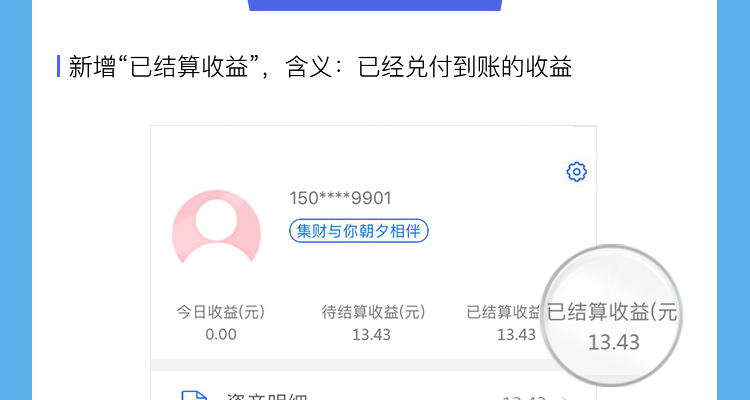 新增“已结算收益”，含义：已经兑付到账的收益
150****9901
集财与你朝夕相伴
今日收益(元) 待结算收益(元) 已结算收益 已结算收益(元
0.00 13.43 13.43 13.43
资产明细 13.43